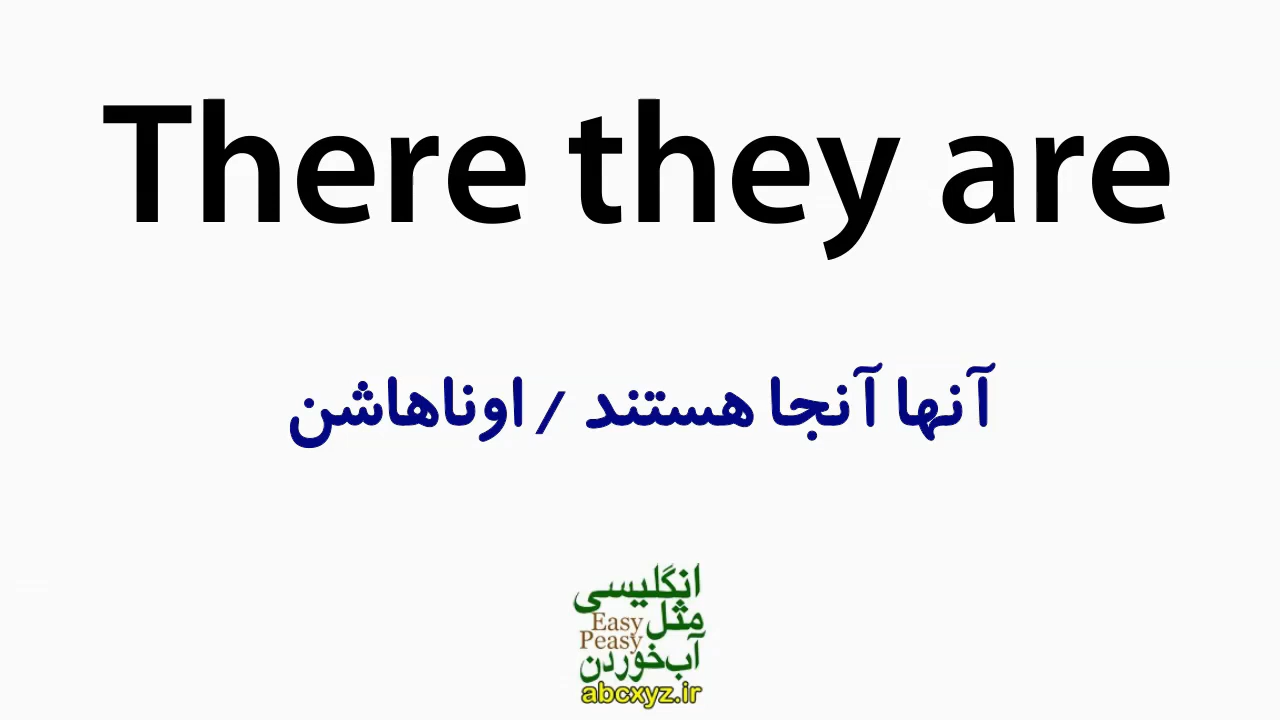 There they are
آنها آنجا هستند / اوناهاشن
انگلیسی
مثل
Easy
Peasy
آب‌خوردن
abcxyz.ir